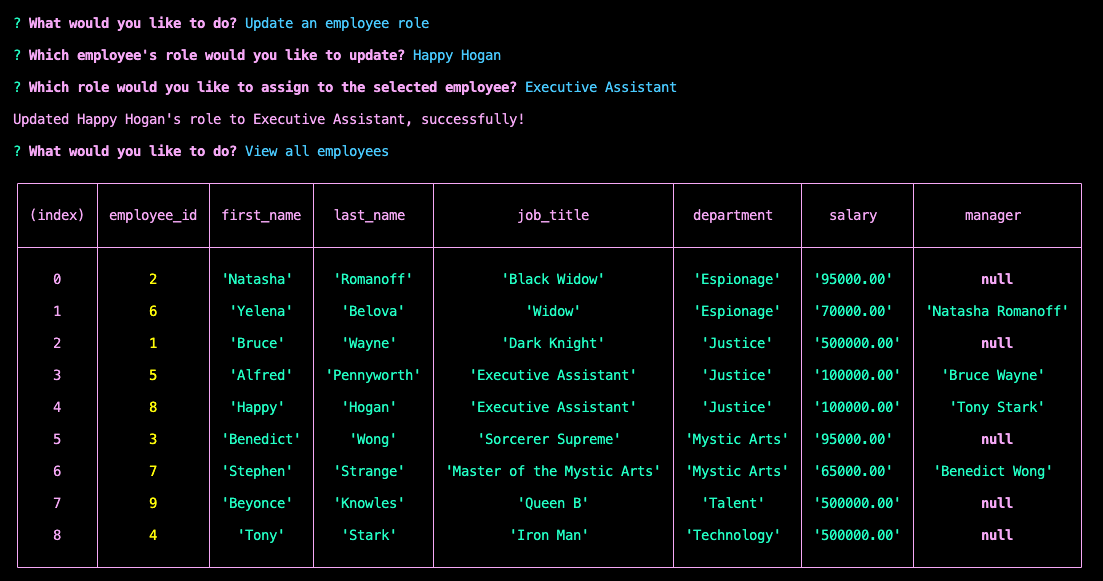 ? What would you like to do? Update an employee role
? Which employee's role would you like to update? Happy Hogan
? Which role would you like to assign to the selected employee? Executive Assistant
Updated Happy Hogan's role to Executive Assistant, successfully!
? What would you like to do? View all employees
(index) employee_id first_name last_name job_title department salary manager
0 2 'Natasha' 'Romanoff' 'Black Widow' 'Espionage' '95000.00' null
1 6 'Yelena' 'Belova' 'Widow' 'Espionage' '70000.00' 'Natasha Romanoff'
2 1 'Bruce' 'Wayne' 'Dark Knight' 'Justice' '500000.00' null
3 5 'Alfred' 'Pennyworth' 'Executive Assistant' 'Justice' '100000.00' 'Bruce Wayne'
4 8 'Happy' 'Hogan' 'Executive Assistant' 'Justice' '100000.00' 'Tony Stark'
5 3 'Benedict' 'Wong' 'Sorcerer Supreme' 'Mystic Arts' '95000.00' null
6 7 'Stephen' 'Strange' 'Master of the Mystic Arts' 'Mystic Arts' '65000.00' 'Benedict Wong'
7 9 'Beyonce' 'Knowles' 'Queen B' 'Talent' '500000.00' null
8 4 'Tony' 'Stark' 'Iron Man' 'Technology' '500000.00' null